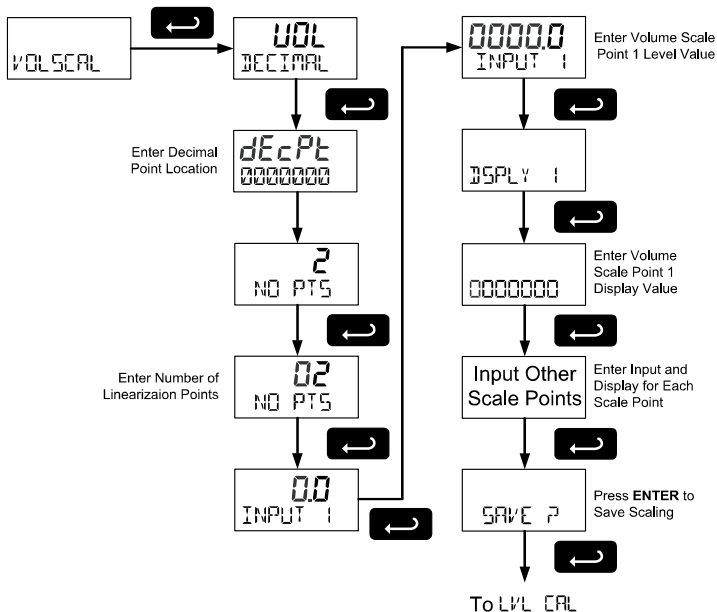 VOLSCAL
VOL
DECIMAL
Enter Decimal
Point Location
dEcPt
0000000
2
NO PTS
Enter Number of
Linearizaion Points
02
NO PTS
0.0
INPUT 1
0000.0
INPUT 1
Enter Volume Scale
Point 1 Level Value
DSPLY 1
0000000
Enter Volume
Scale Point 1
Display Value
Input Other
Scale Points
Enter Input and
Display for Each
Scale Point
SAVE ?
Press ENTER to
Save Scaling
To LVL CAL